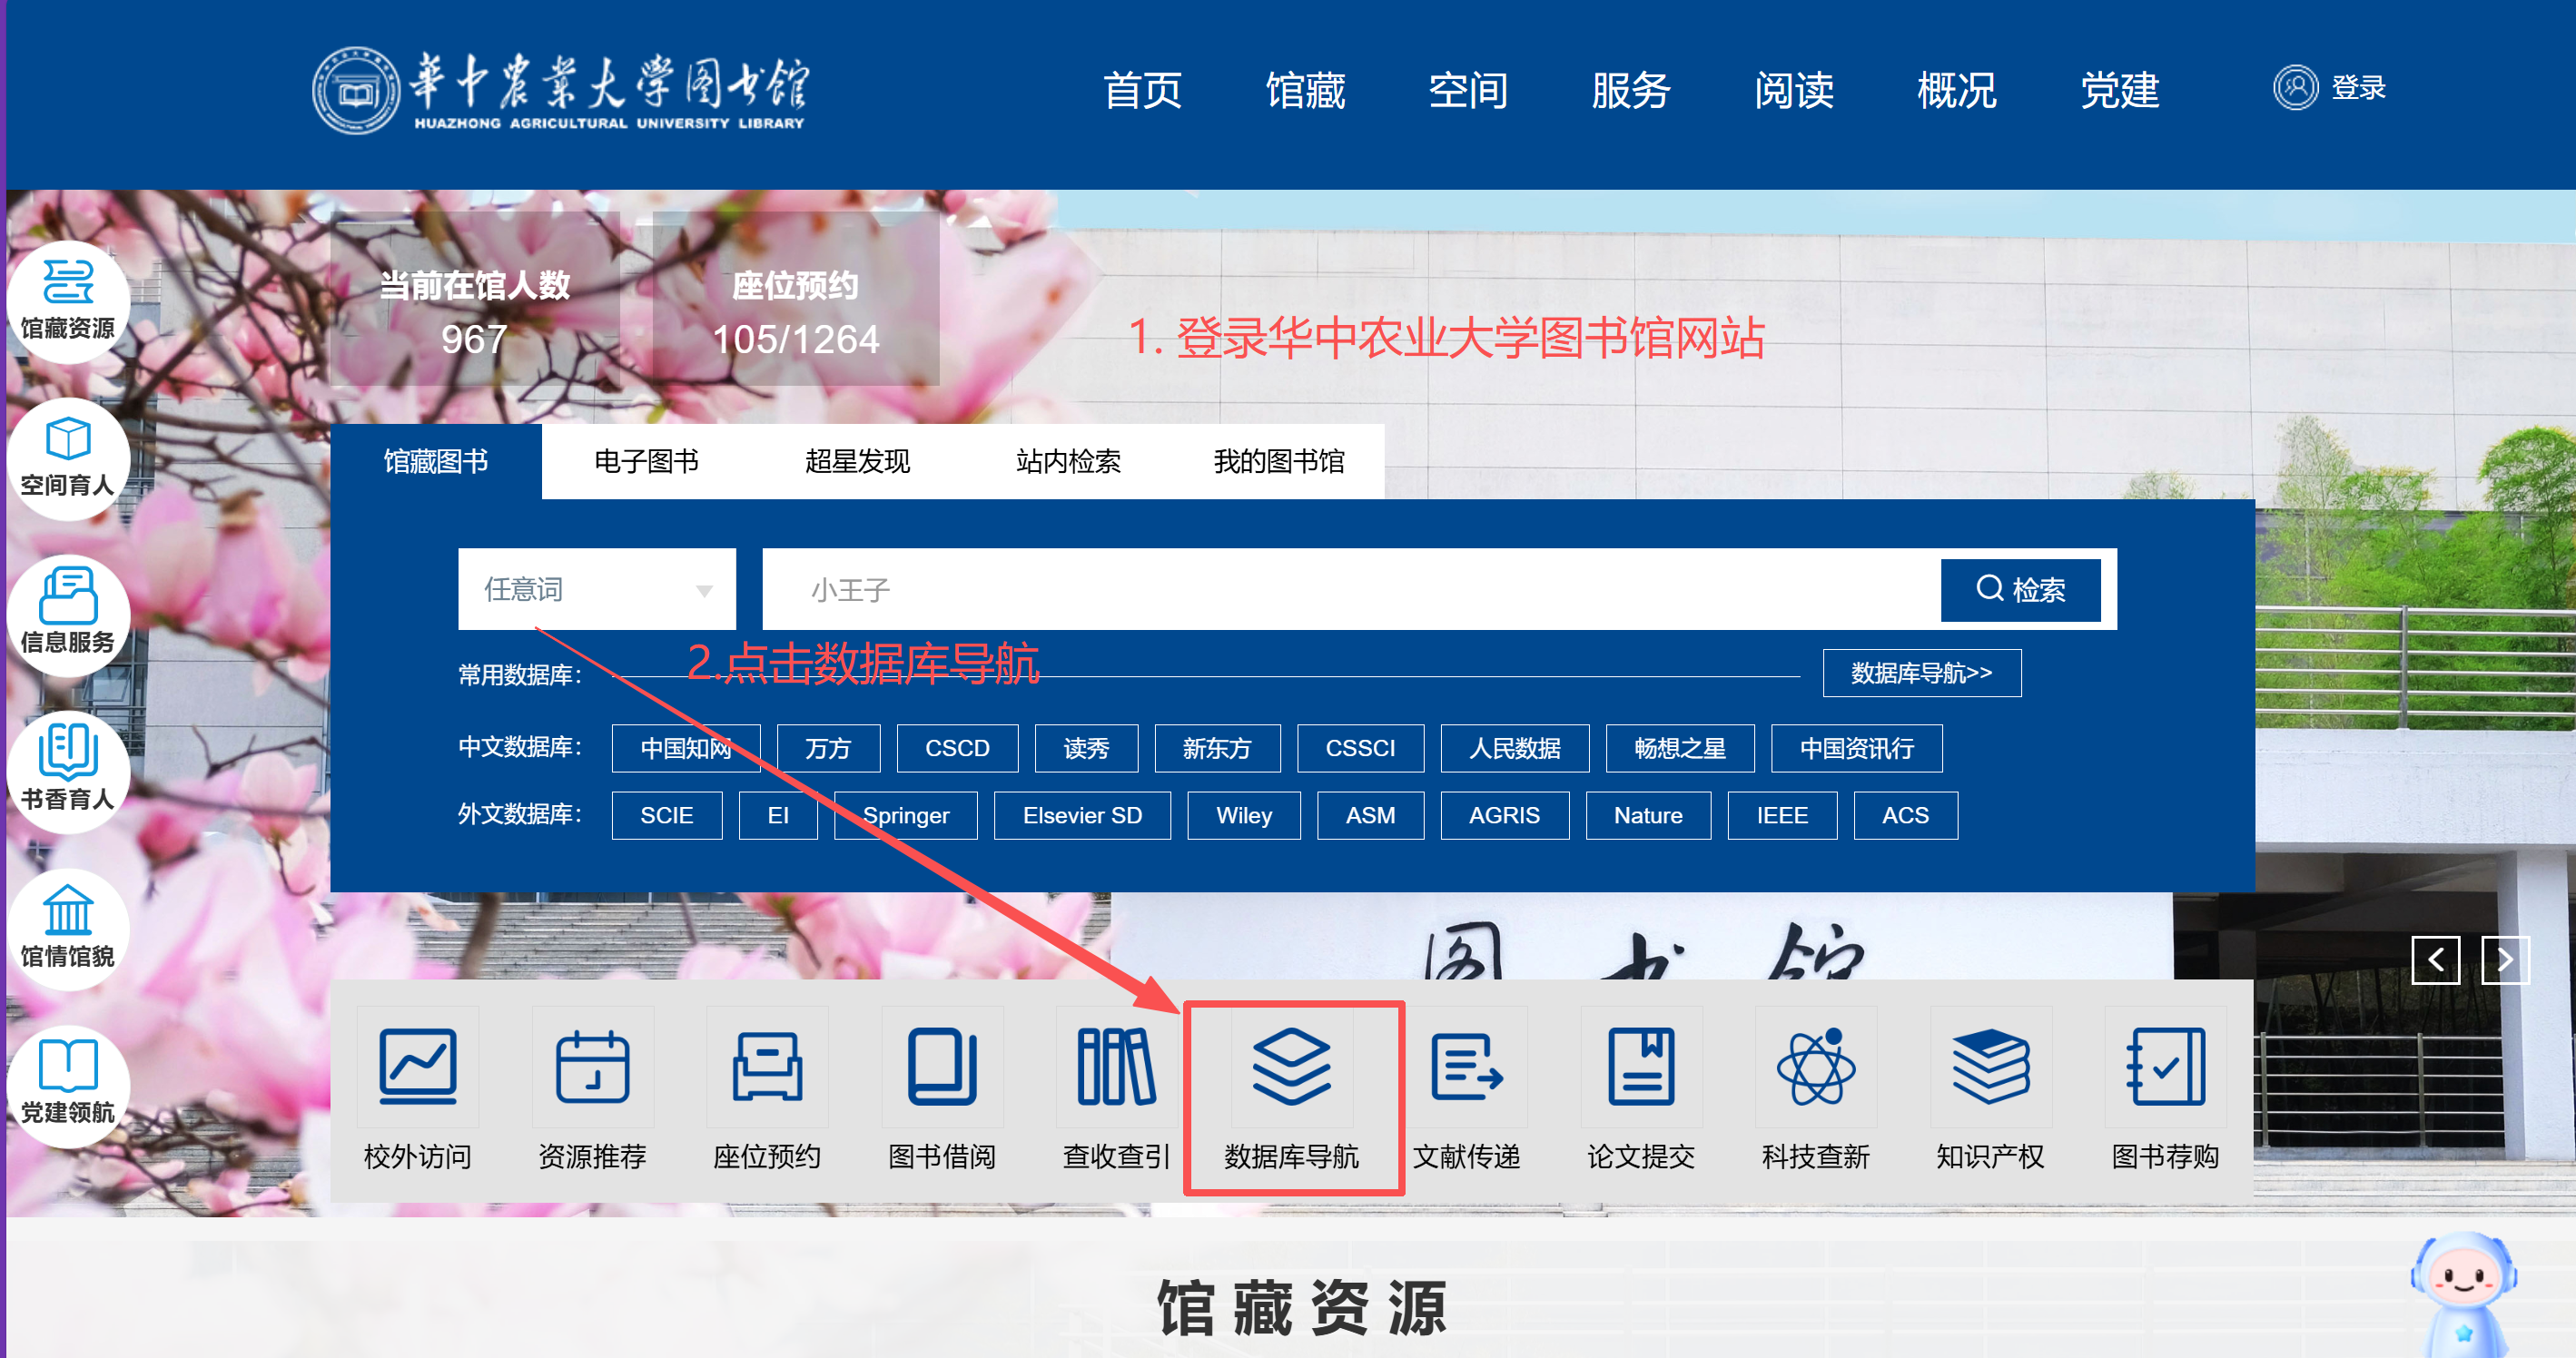 華中农業大学图书館
HUAZHONG AGRICULTURAL UNIVERSITY LIBRARY
首页 馆藏 空间 服务 阅读 概况 党建 登录
当前在馆人数 座位预约
967 105/1264
1. 登录华中农业大学图书馆网站
馆藏资源
空间育人
信息服务
书香育人
馆情馆貌
党建领航
馆藏图书 电子图书 超星发现 站内检索 我的图书馆
任意词 小王子 检索
2.点击数据库导航
常用数据库： 数据库导航>>
中文数据库： 中国知网 万方 CSCD 读秀 新东方 CSSCI 人民数据 畅想之星 中国资讯行
外文数据库： SCIE EI Springer Elsevier SD Wiley ASM AGRIS Nature IEEE ACS
图书馆
校外访问 资源推荐 座位预约 图书借阅 查收查引 数据库导航 文献传递 论文提交 科技查新 知识产权 图书荐购
馆藏资源